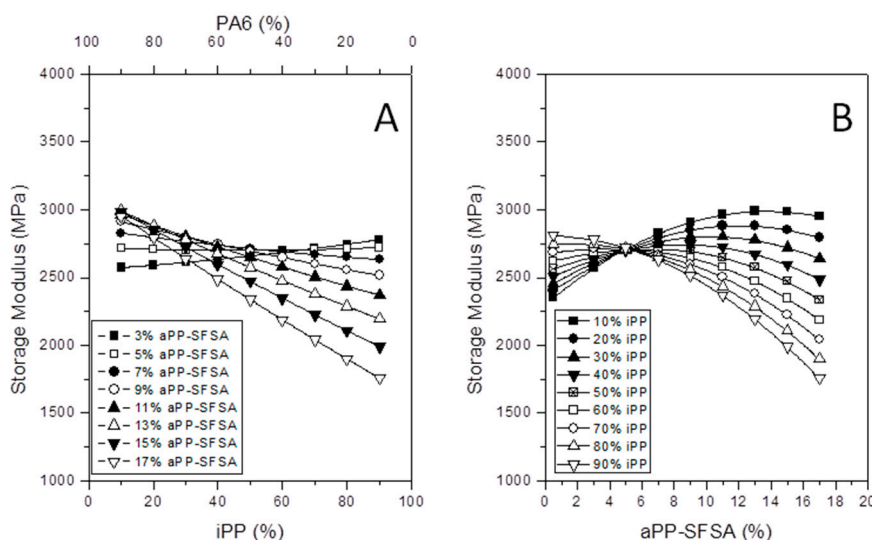 PA6 (%)
100 80 60 40 20 0
4000
3500
3000
2500
2000
1500
1000
Storage Modulus (MPa)
A
3% aPP-SFSA
5% aPP-SFSA
7% aPP-SFSA
9% aPP-SFSA
11% aPP-SFSA
13% aPP-SFSA
15% aPP-SFSA
17% aPP-SFSA
0 20 40 60 80 100
iPP (%)
4000
3500
3000
2500
2000
1500
1000
Storage Modulus (MPa)
B
10% iPP
20% iPP
30% iPP
40% iPP
50% iPP
60% iPP
70% iPP
80% iPP
90% iPP
0 2 4 6 8 10 12 14 16 18 20
aPP-SFSA (%)